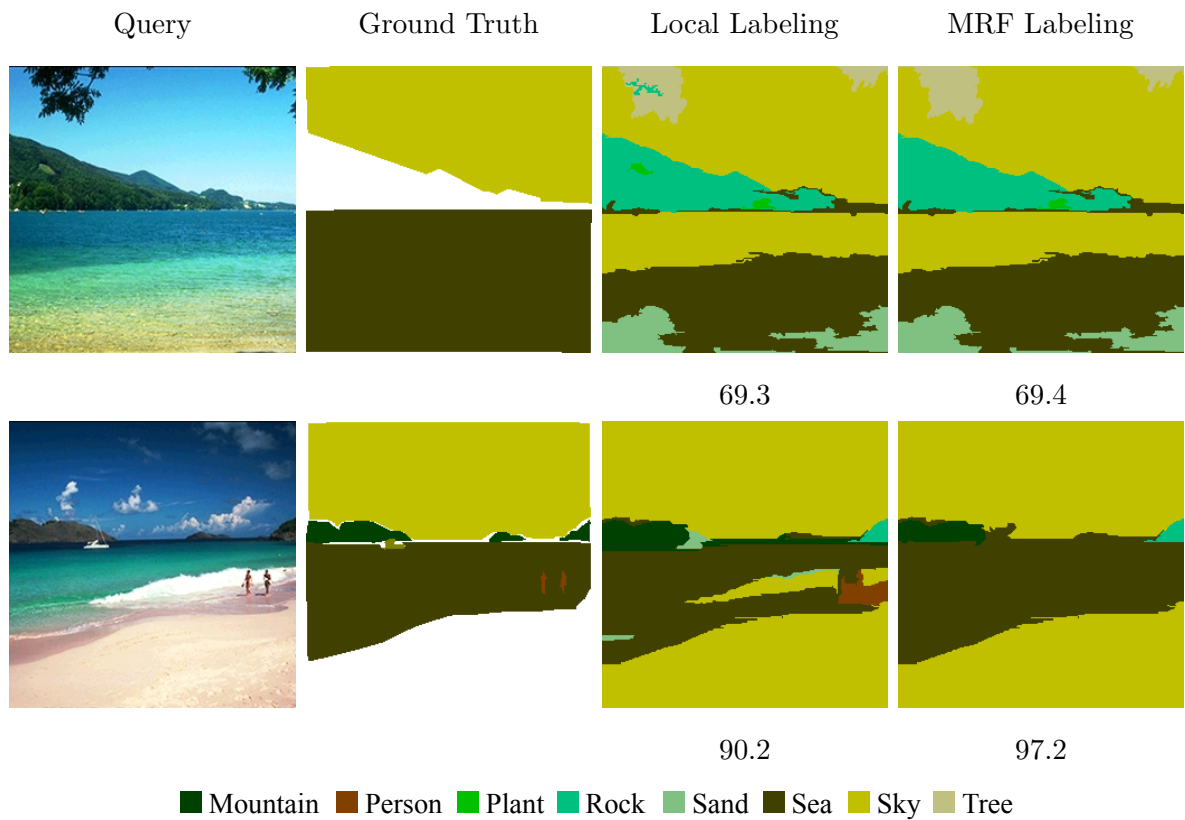 Query Ground Truth Local Labeling MRF Labeling
69.3 69.4
90.2 97.2
Mountain Person Plant Rock Sand Sea Sky Tree